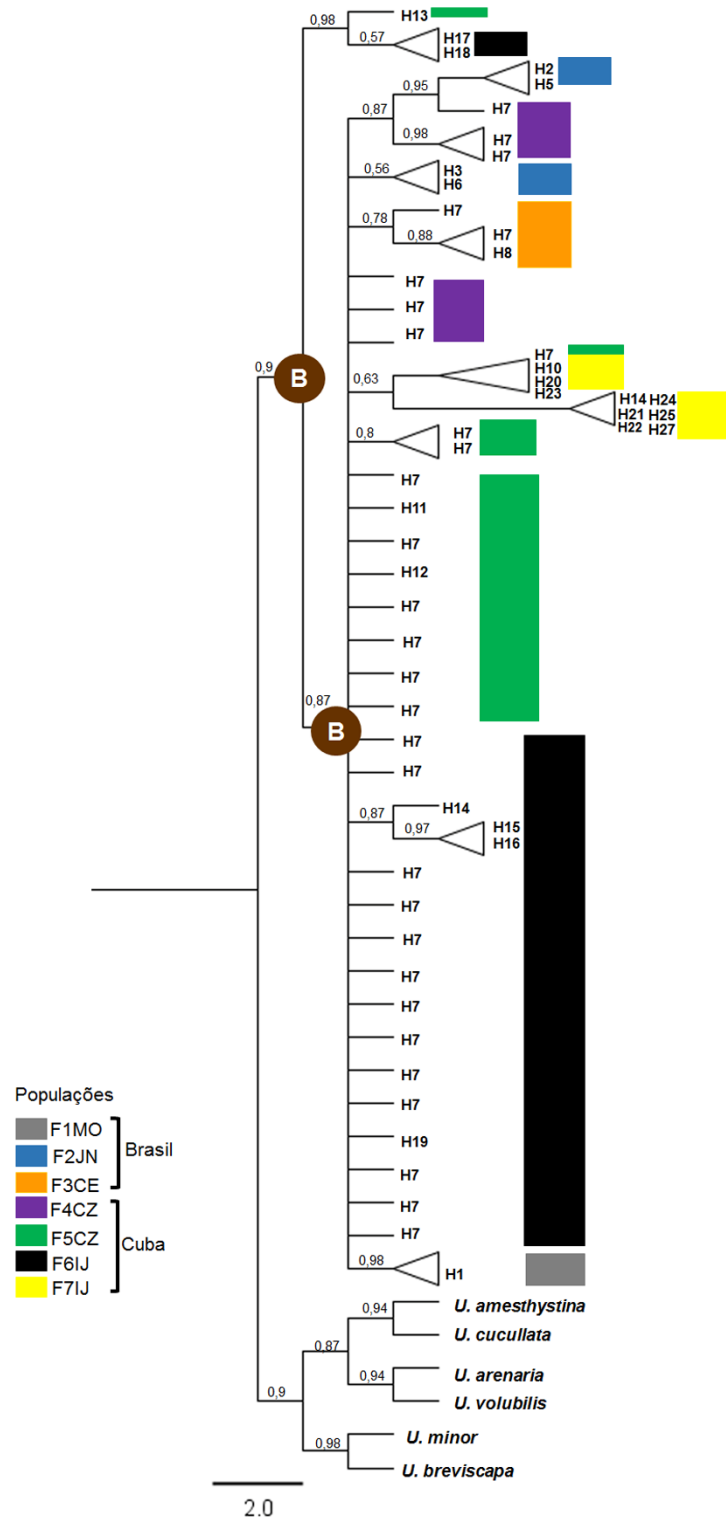 0,98
H13
0,57
H17
H18
H2
0,95
H5
0,87
H7
0,98
H7
H7
0,56
H3
H6
0,78
H7
0,88
H7
H8
H7
H7
H7
0,9
B
H7
0,63
H10
H20
H23
H14 H24
H21 H25
H22 H27
0,8
H7
H7
H7
H11
H7
H12
H7
H7
H7
0,87
H7
B
H7
H7
0,87
H14
0,97
H15
H16
H7
H7
H7
H7
H7
H7
H7
H7
H19
H7
H7
H7
0,98
H1
Populações
F1MO
F2JN
F3CE
Brasil
F4CZ
F5CZ
F6IJ
F7IJ
Cuba
0,94
U. amesthystina
U. cucullata
0,87
0,94
U. arenaria
U. volubilis
0,9
0,98
U. minor
U. breviscapa
2.0